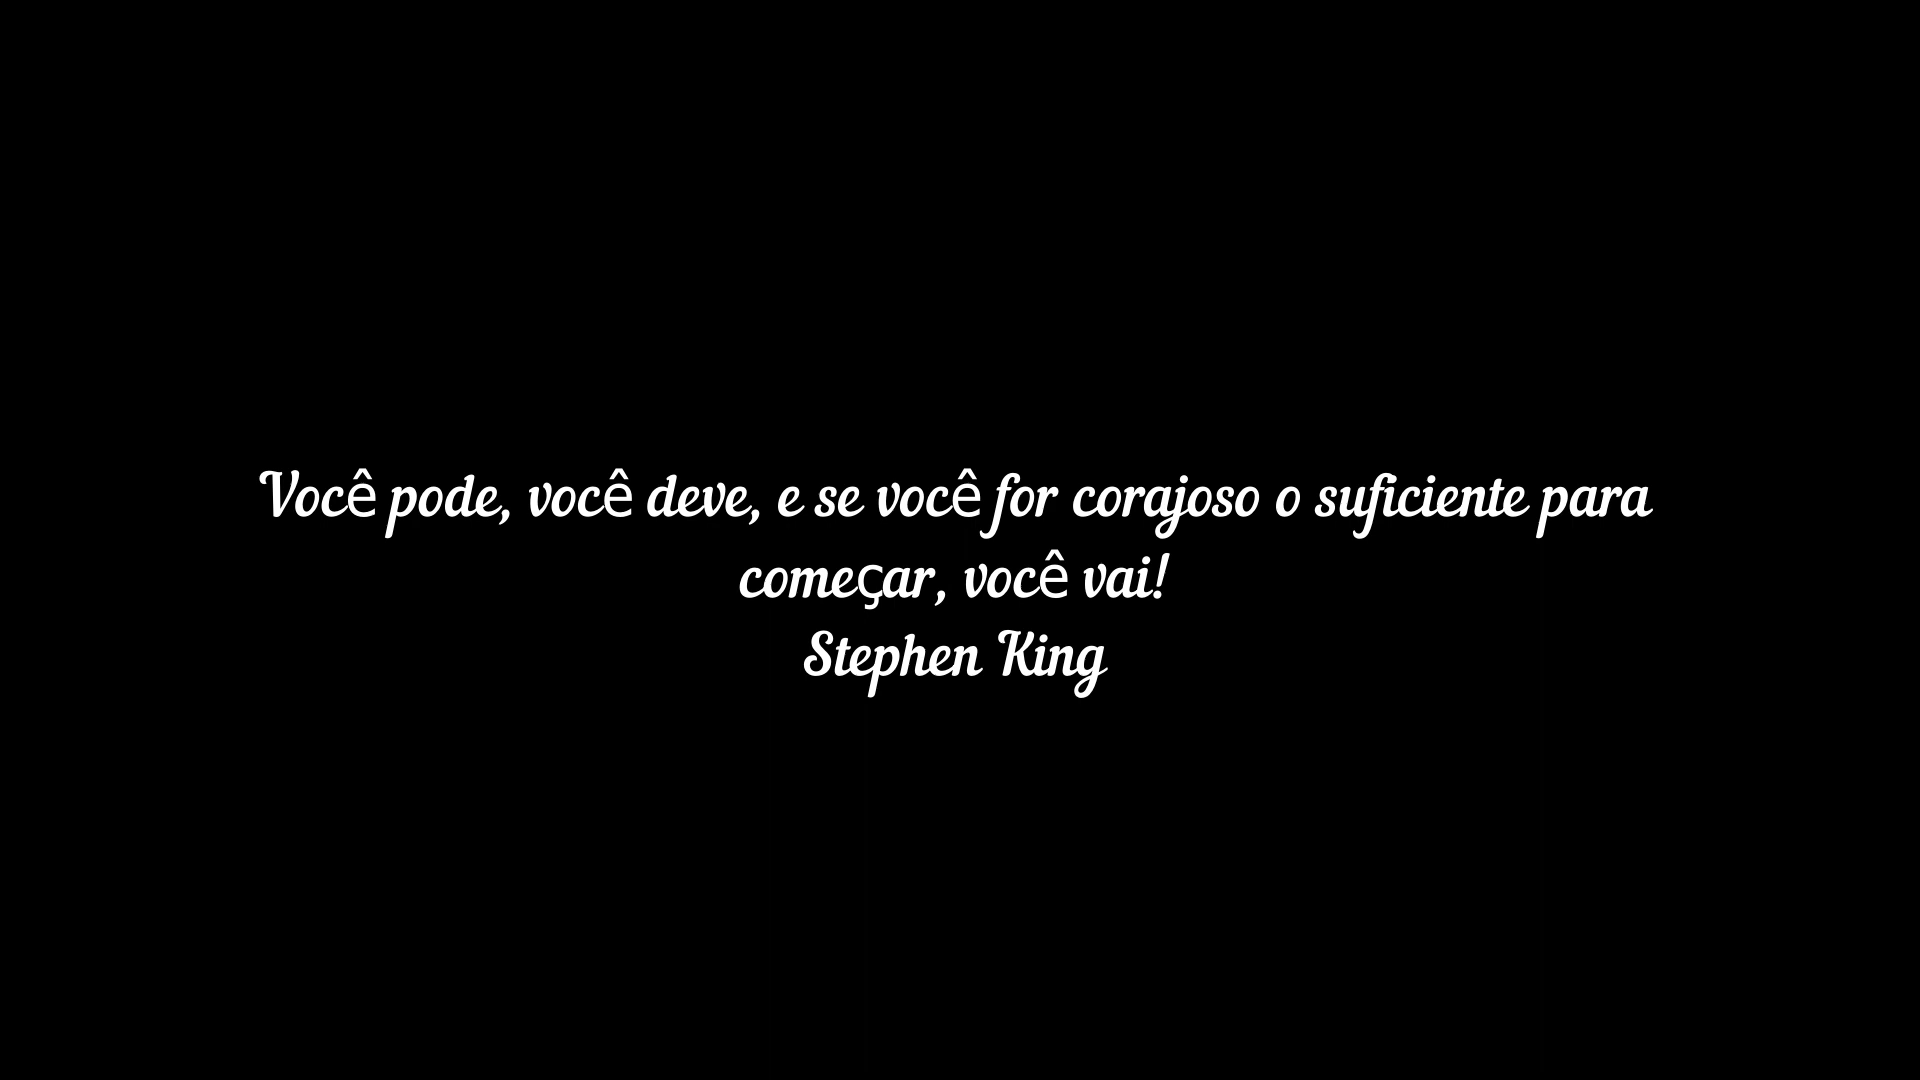 Você pode, você deve, e se você for corajoso o suficiente para
começar, você vai!
Stephen King